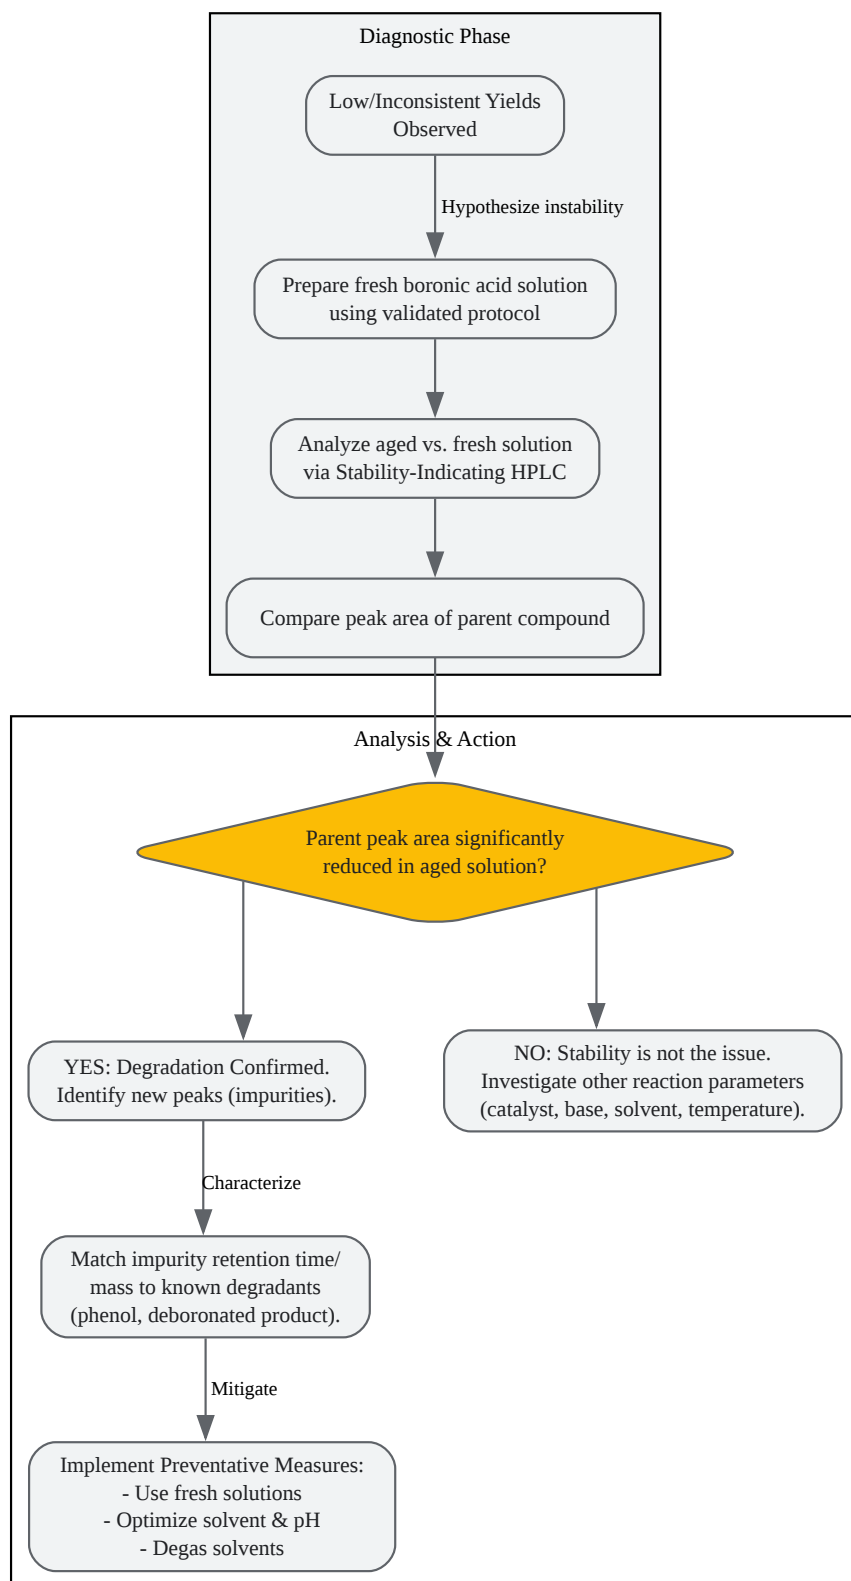 Diagnostic Phase
Low/Inconsistent Yields
Observed
Hypothesize instability
Prepare fresh boronic acid solution
using validated protocol
Analyze aged vs. fresh solution
via Stability-Indicating HPLC
Compare peak area of parent compound
Analysis & Action
Parent peak area significantly
reduced in aged solution?
YES: Degradation Confirmed.
Identify new peaks (impurities).
NO: Stability is not the issue.
Investigate other reaction parameters
(catalyst, base, solvent, temperature).
Characterize
Match impurity retention time/
mass to known degradants
(phenol, deboronated product).
Mitigate
Implement Preventative Measures:
- Use fresh solutions
- Optimize solvent & pH
- Degas solvents